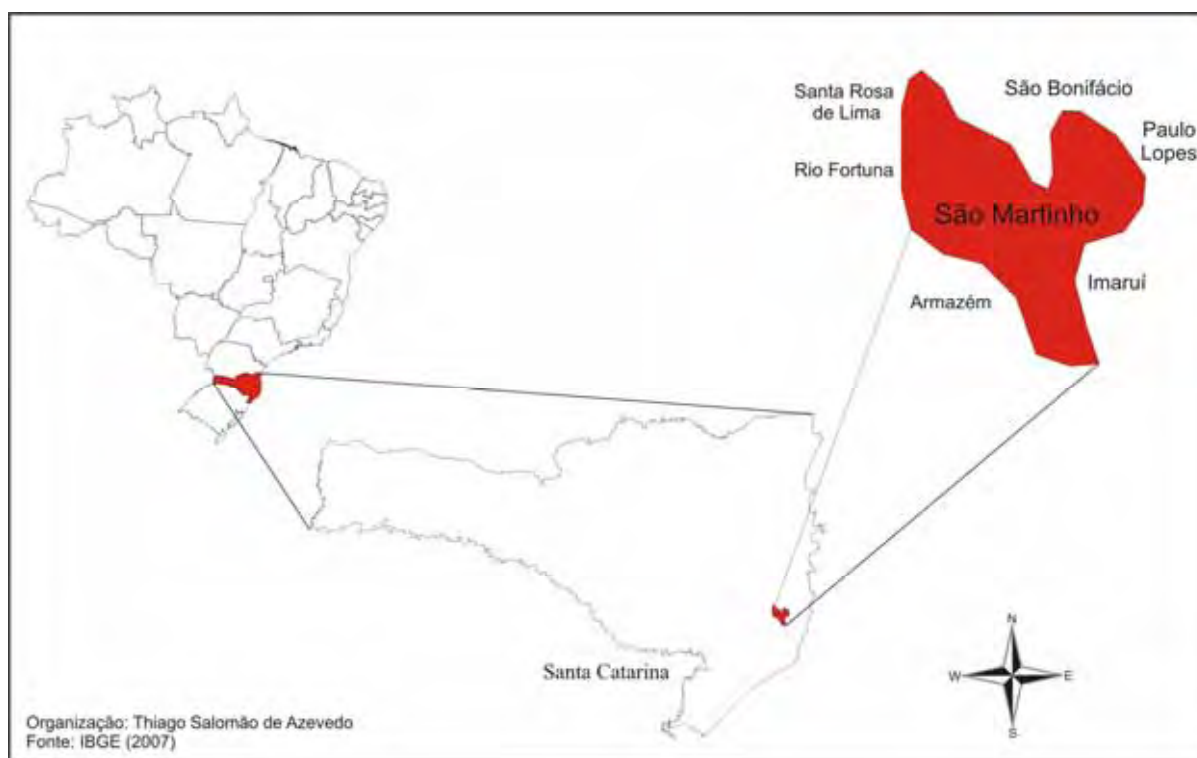 Santa Rosa
de Lima
São Bonifácio
Paulo
Lopes
Rio Fortuna
São Martinho
Imaruí
Armazém
Santa Catarina
N
W
E
S
Organização: Thiago Salomão de Azevedo
Fonte: IBGE (2007)